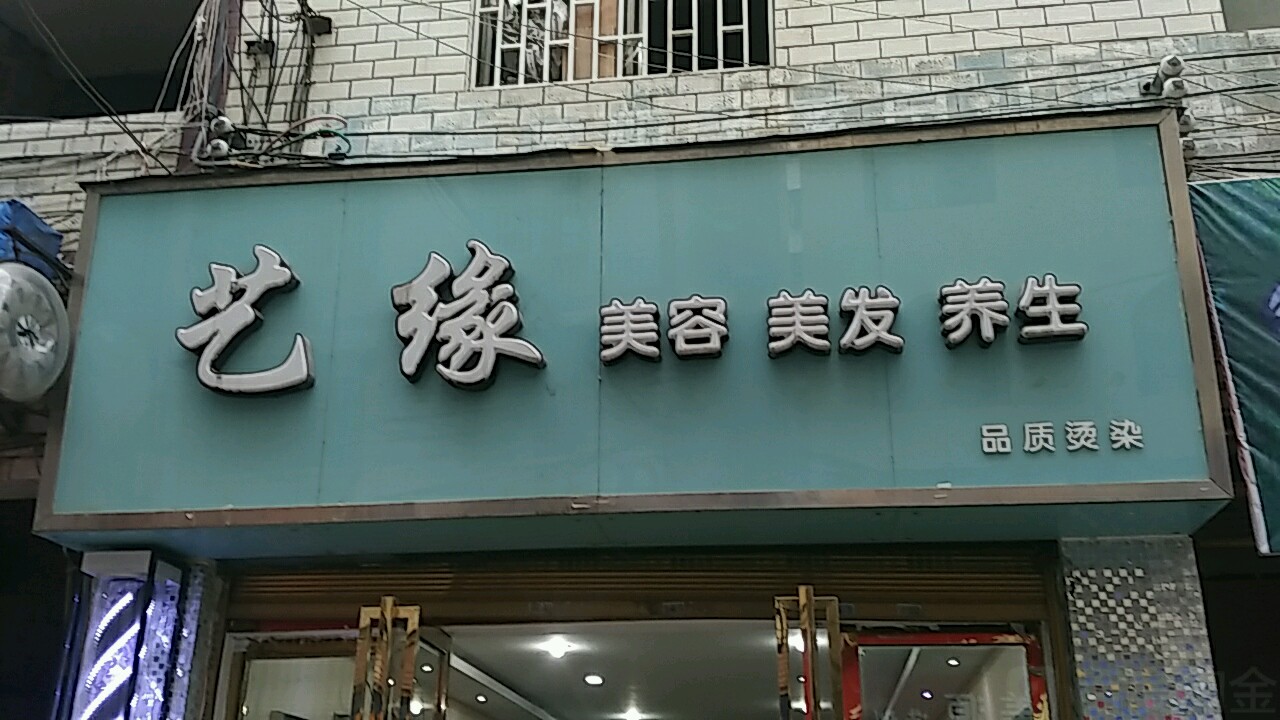 艺缘 美容 美发 养生
品质烫染